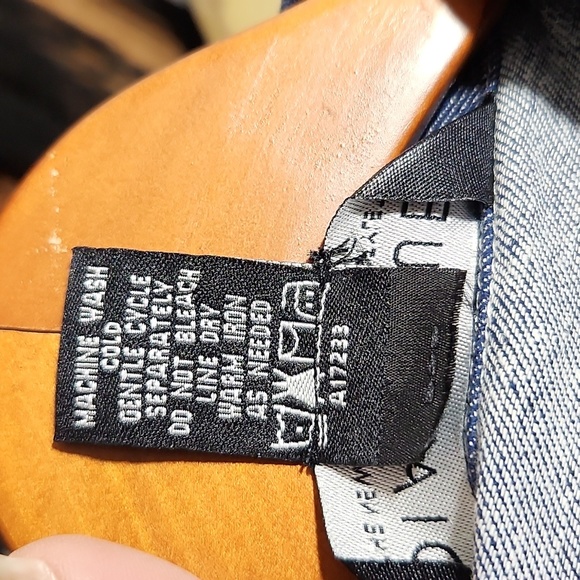 MACHINE WASH
COLD
GENTLE CYCLE
SEPARATELY
DO NOT BLEACH
LINE DRY
WARM IRON
AS NEEDED
A17233